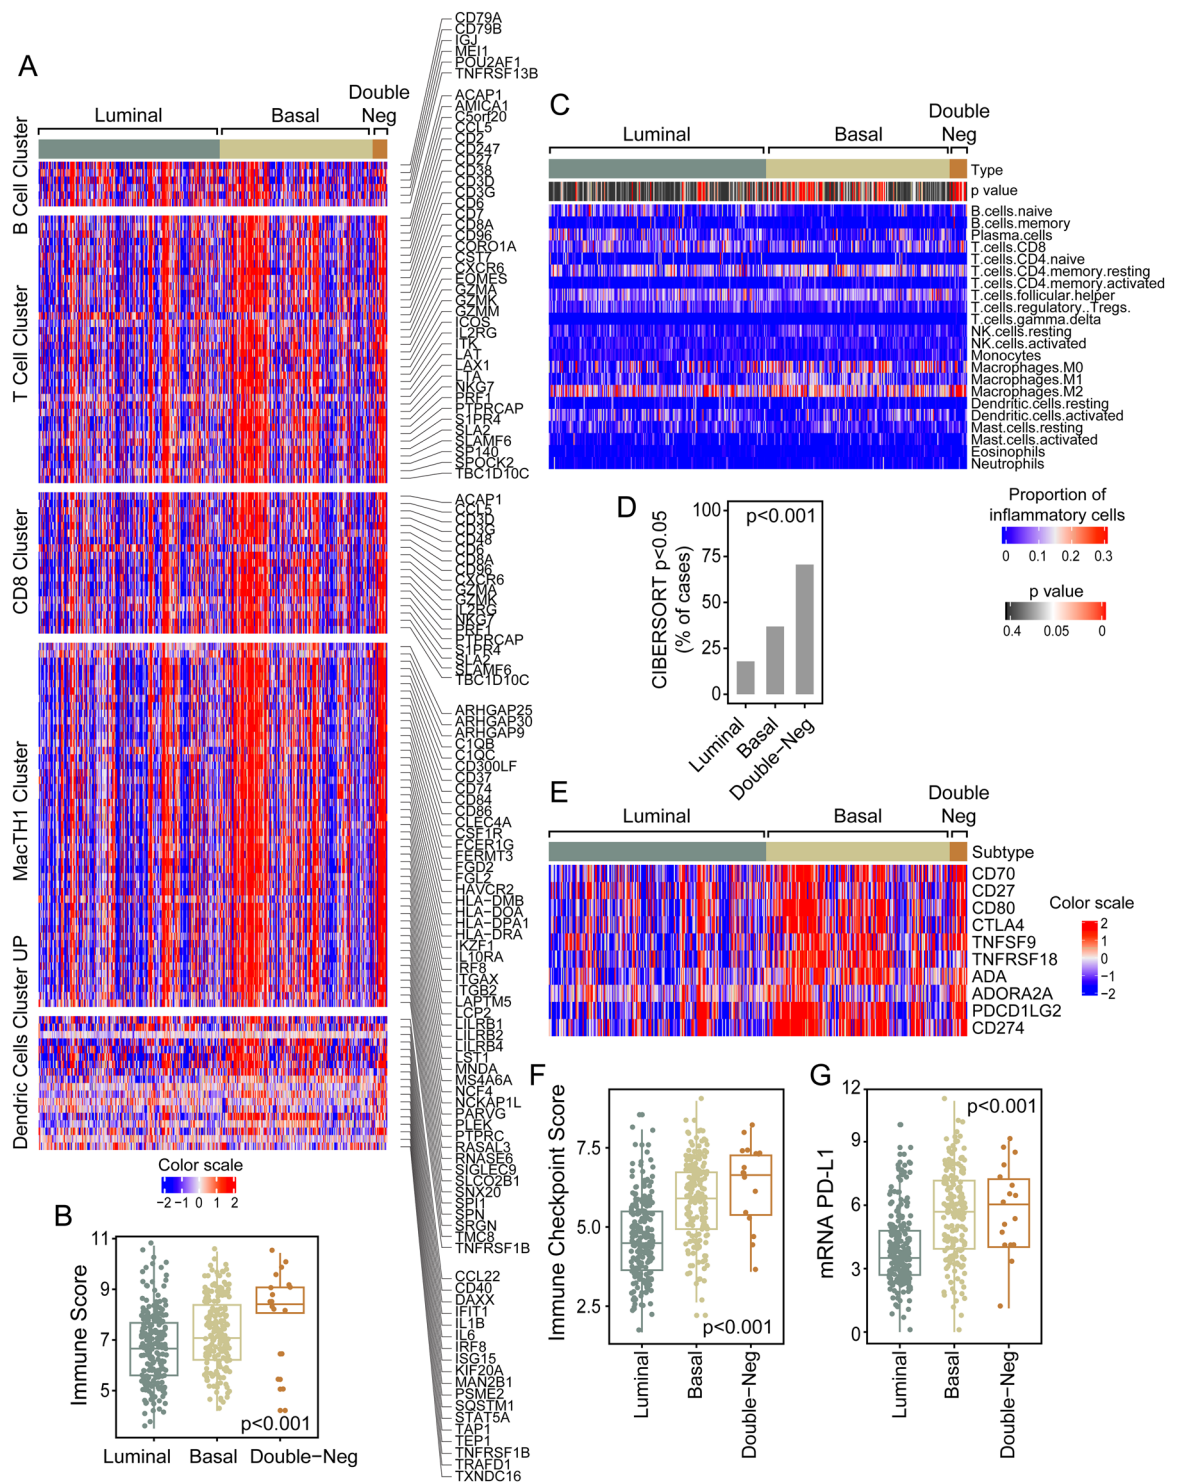 A
Luminal
Basal
Double
Neg
B Cell Cluster
T Cell Cluster
CD8 Cluster
MacTH1 Cluster
Dendric Cells Cluster UP
CD79A
CD79B
IGJ
MEI1
POU2AF1
TNFRSF13B
ACAP1
AMICA1
C5orf20
CCL5
CD2
CD247
CD27
CD38
CD3D
CD3G
CD6
CD7
CD8A
CD96
CORO1A
CST7
CXCR6
EOMES
GZMA
GZMK
GZMM
ICOS
IL2RG
ITK
LAT
LAX1
LTA
NKG7
PRF1
PTPRCAP
S1PR4
SLA2
SLAMF6
SP140
SPOCK2
TBC1D10C
ACAP1
CCL5
CD3D
CD3G
CD48
CD6
CD8A
CD96
CXCR6
GZMA
GZMK
IL2RG
NKG7
PRF1
PTPRCAP
S1PR4
SLA2
SLAMF6
TBC1D10C
ARHGAP25
ARHGAP30
ARHGAP9
C1QB
C1QC
CD300LF
CD37
CD74
CD84
CD86
CLEC4A
CSF1R
FCER1G
FERMT3
FGD2
FGL2
HAVCR2
HLA−DMB
HLA−DOA
HLA−DPA1
HLA−DRA
IKZF1
IL10RA
IRF8
ITGAX
ITGB2
LAPTM5
LCP2
LILRB1
LILRB2
LILRB4
LST1
MNDA
MS4A6A
NCF4
NCKAP1L
PARVG
PLEK
PTPRC
RASAL3
RNASE6
SIGLEC9
SLCO2B1
SNX20
SPI1
SPN
SRGN
TMC8
TNFRSF1B
CCL22
CD40
DAXX
IFIT1
IL1B
IL6
IRF8
ISG15
KIF20A
MAN2B1
PSME2
SQSTM1
STAT5A
TAP1
TEP1
TNFRSF1B
TRAFD1
TXNDC16
Color scale
−2 −1 0 1 2
B
Immune Score
11
9
7
5
p<0.001
Luminal
Basal
Double−Neg
C
Luminal
Basal
Double
Neg
Type
p value
B.cells.naive
B.cells.memory
Plasma.cells
T.cells.CD8
T.cells.CD4.naive
T.cells.CD4.memory.resting
T.cells.CD4.memory.activated
T.cells.follicular.helper
T.cells.regulatory..Tregs.
T.cells.gamma.delta
NK.cells.resting
NK.cells.activated
Monocytes
Macrophages.M0
Macrophages.M1
Macrophages.M2
Dendritic.cells.resting
Dendritic.cells.activated
Mast.cells.resting
Mast.cells.activated
Eosinophils
Neutrophils
Proportion of
inflammatory cells
0 0.1 0.2 0.3
p value
0.4 0.05 0
D
CIBERSORT p<0.05
(% of cases)
100
75
50
25
0
p<0.001
Luminal
Basal
Double−Neg
E
Luminal
Basal
Double
Neg
Subtype
CD70
CD27
CD80
CTLA4
TNFSF9
TNFRSF18
ADA
ADORA2A
PDCD1LG2
CD274
Color scale
2
1
0
−1
−2
F
Immune Checkpoint Score
7.5
5.0
2.5
p<0.001
Luminal
Basal
Double−Neg
G
mRNA PD−L1
12
9
6
3
0
p<0.001
Luminal
Basal
Double−Neg